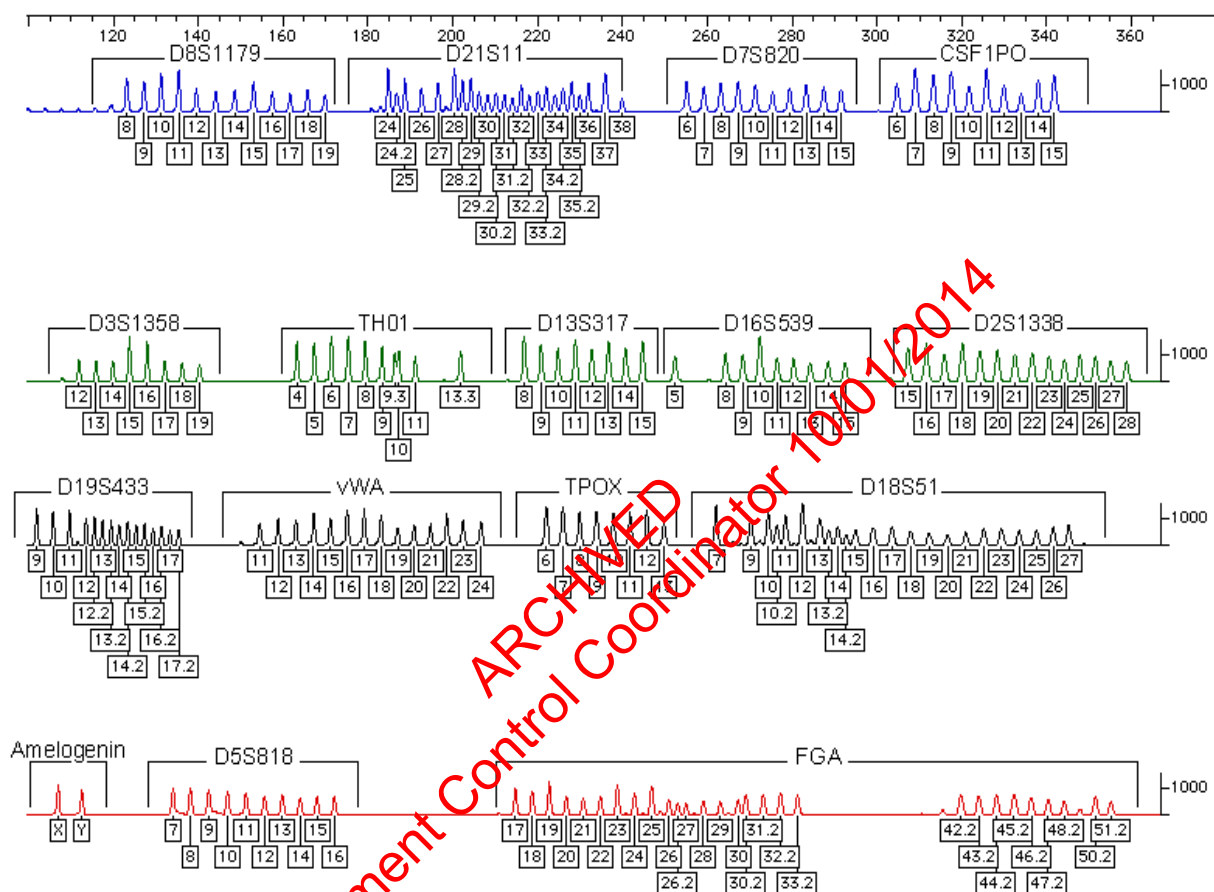 120 140 160 180 200 220 240 260 280 300 320 340 360
D8S1179 D21S11 D7S820 CSF1PO
1000
8 10 12 14 16 18 24 26 28 30 32 34 36 38 6 8 10 12 14 6 8 10 12 14
9 11 13 15 17 19 24.2 27 29 31 33 35 37 7 9 11 13 15 7 9 11 13 15
25 28.2 31.2 34.2
29.2 32.2 35.2
30.2 33.2
D3S1358 TH01 D13S317 D16S539 D2S1338
1000
12 14 16 18 4 6 8 9.3 13.3 8 10 12 14 5 8 10 12 14 15 17 19 21 23 25 27
13 15 17 19 5 7 9 11 9 11 13 15 9 11 13 15 16 18 20 22 24 26 28
10
D19S433 vWA TPOX D18S51
1000
9 11 13 15 17 11 13 15 17 19 21 23 6 8 10 12 7 9 11 13 15 17 19 21 23 25 27
10 12 14 16 12 14 16 18 20 22 24 7 9 11 13 10 12 14 16 18 20 22 24 26
12.2 15.2 10.2 13.2
13.2 16.2 14.2
14.2 17.2
Amelogenin D5S818 FGA
1000
X Y 7 9 11 13 15 17 19 21 23 25 27 29 31.2 42.2 45.2 48.2 51.2
8 10 12 14 16 18 20 22 24 26 28 30 32.2 43.2 46.2 50.2
26.2 30.2 33.2 44.2 47.2
ARCHIVED
ment Control Coordinator 10/01/2014